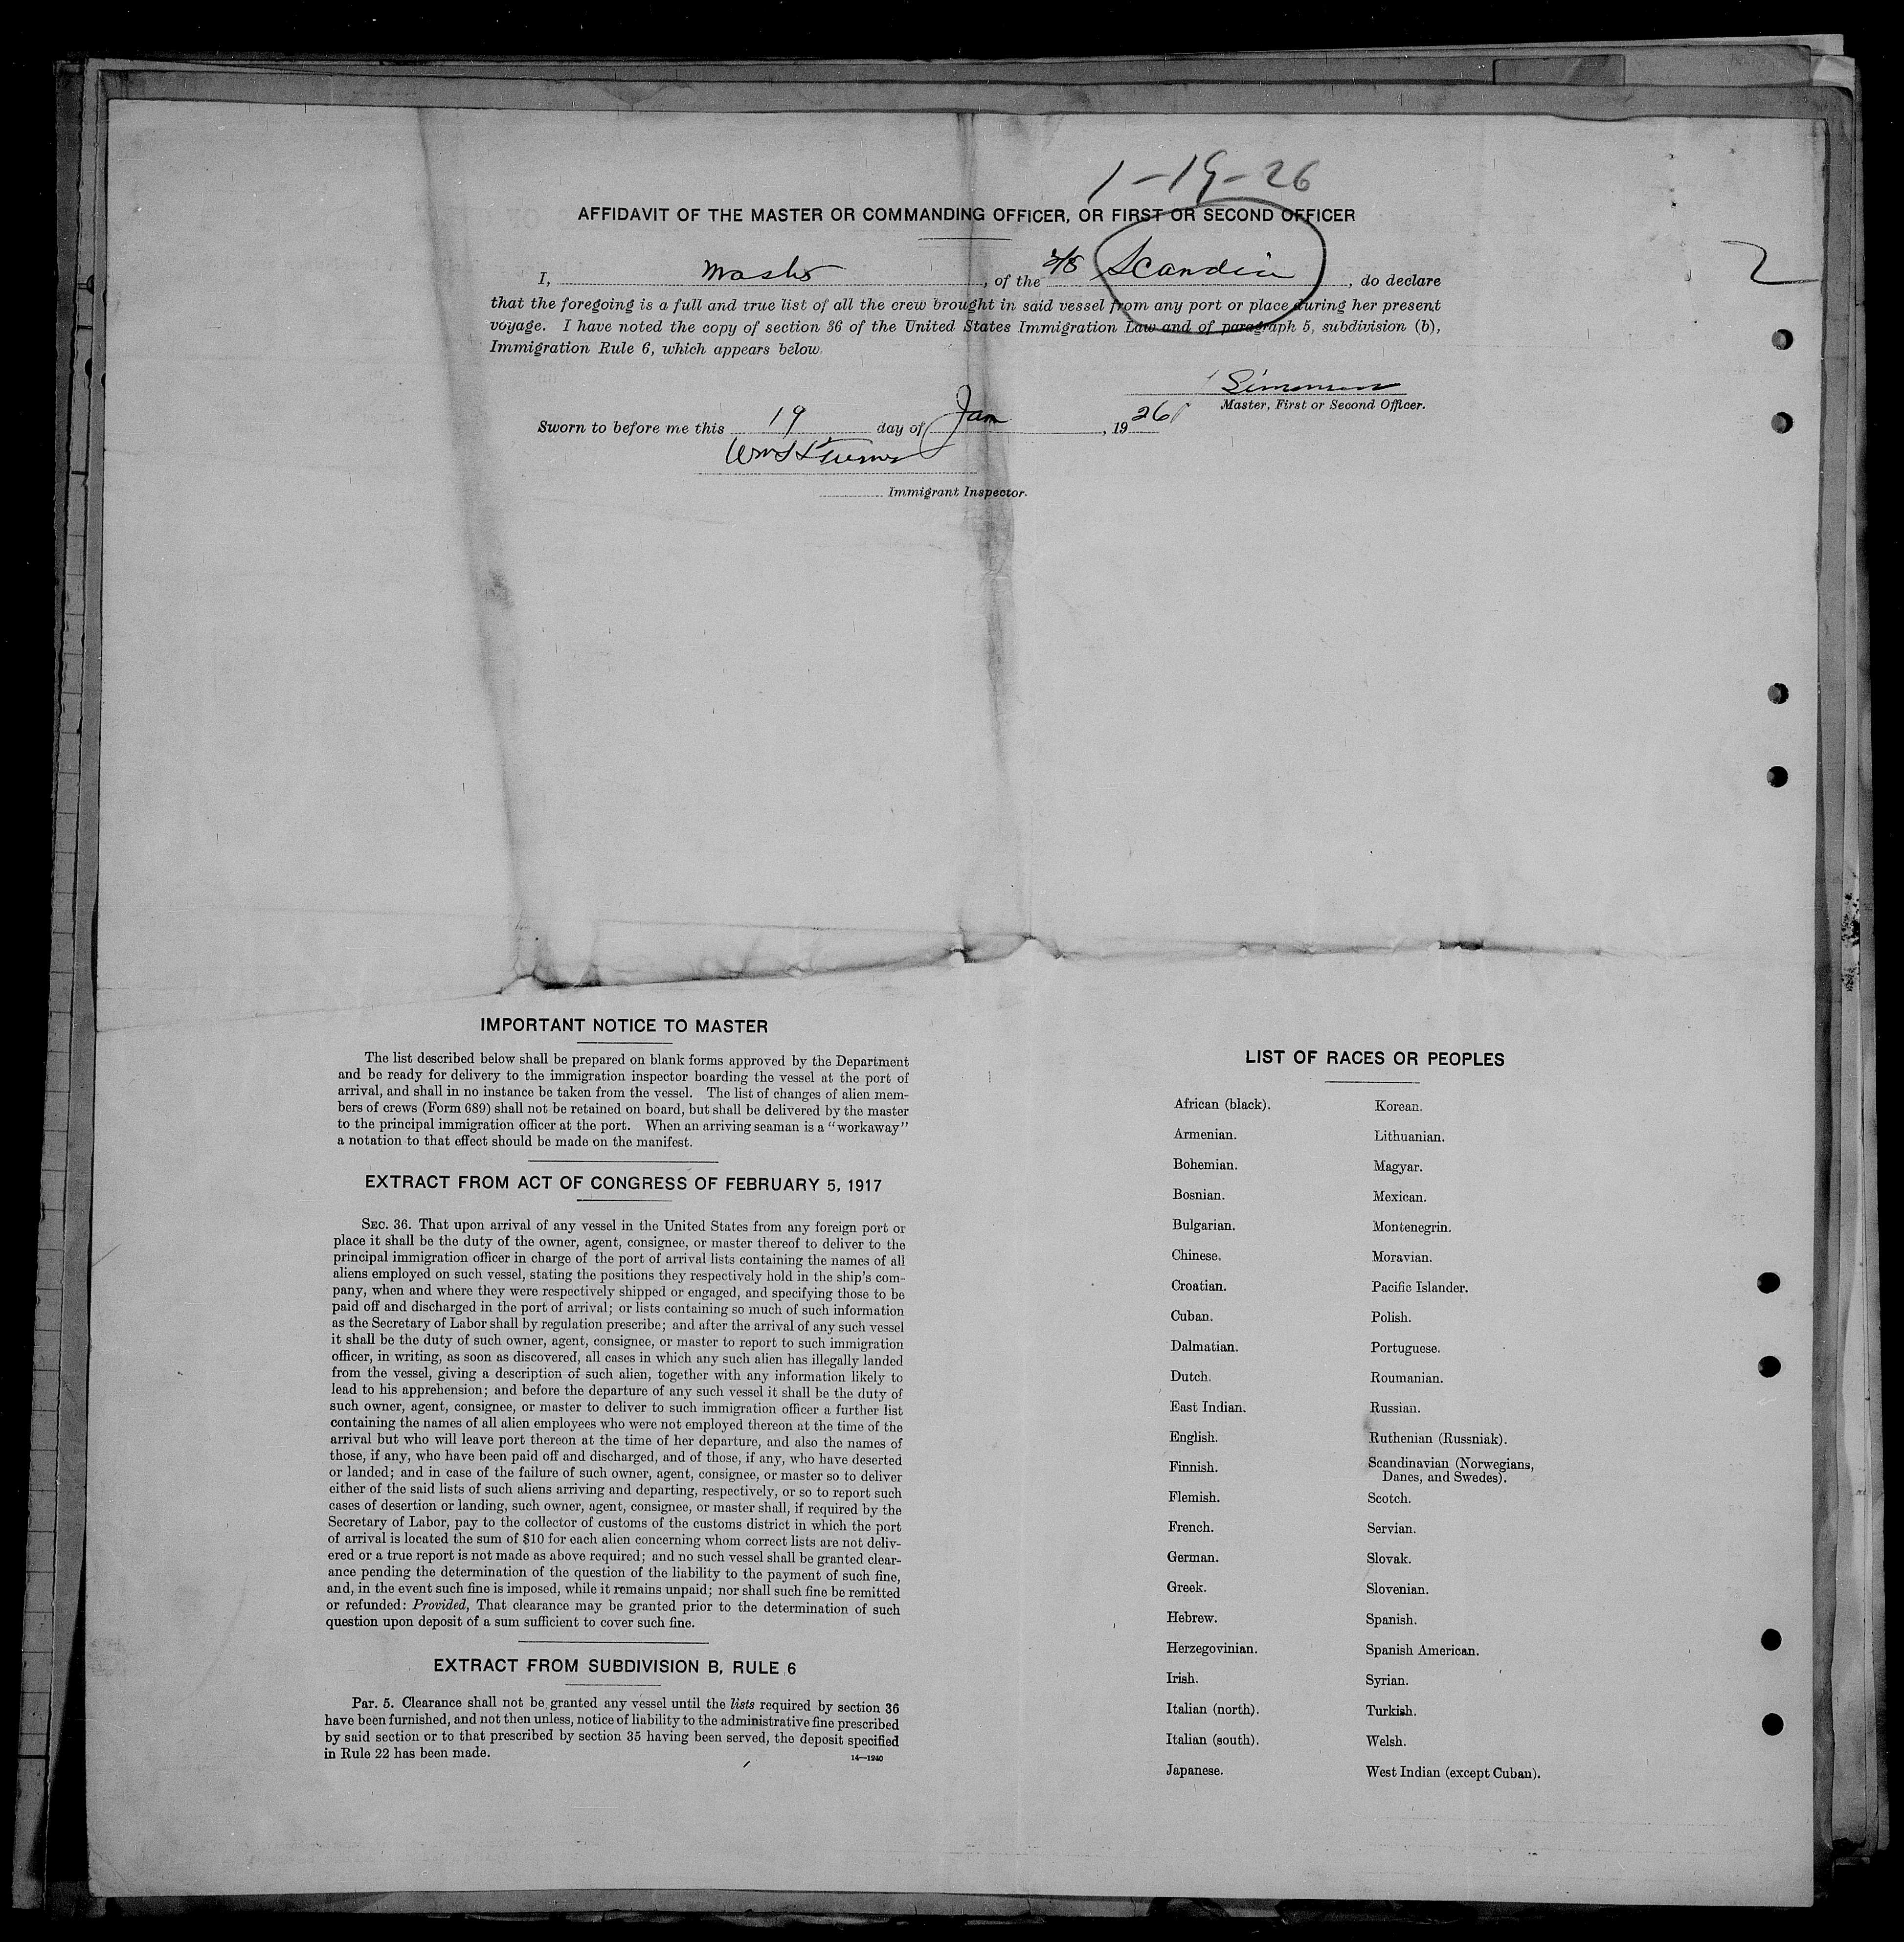 1-19-26
AFFIDAVIT OF THE MASTER OR COMMANDING OFFICER, OR FIRST OR SECOND OFFICER
I, Master, of the S/S Scandia, do declare
that the foregoing is a full and true list of all the crew brought in said vessel from any port or place during her present
voyage. I have noted the copy of section 36 of the United States Immigration Law and of paragraph 5, subdivision (b),
Immigration Rule 6, which appears below.
2
Simonsen
Master, First or Second Officer.
Sworn to before me this 19 day of Jan, 1926
Immigrant Inspector.
IMPORTANT NOTICE TO MASTER
The list described below shall be prepared on blank forms approved by the Department
and be ready for delivery to the immigration inspector boarding the vessel at the port of
arrival, and shall in no instance be taken from the vessel. The list of changes of alien mem-
bers of crews (Form 689) shall not be retained on board, but shall be delivered by the master
to the principal immigration officer at the port. When an arriving seaman is a "workaway"
a notation to that effect should be made on the manifest.
EXTRACT FROM ACT OF CONGRESS OF FEBRUARY 5, 1917
SEC. 36. That upon arrival of any vessel in the United States from any foreign port or
place it shall be the duty of the owner, agent, consignee, or master thereof to deliver to the
principal immigration officer in charge of the port of arrival lists containing the names of all
aliens employed on such vessel, stating the positions they respectively hold in the ship's com-
pany, when and where they were respectively shipped or engaged, and specifying those to be
paid off and discharged in the port of arrival; or lists containing so much of such information
as the Secretary of Labor shall by regulation prescribe; and after the arrival of any such vessel
it shall be the duty of such owner, agent, consignee, or master to report to such immigration
officer, in writing, as soon as discovered, all cases in which any such alien has illegally landed
from the vessel, giving a description of such alien, together with any information likely to
lead to his apprehension; and before the departure of any such vessel it shall be the duty of
such owner, agent, consignee, or master to deliver to such immigration officer a further list
containing the names of all alien employees who were not employed thereon at the time of the
arrival but who will leave port thereon at the time of her departure, and also the names of
those, if any, who have been paid off and discharged, and of those, if any, who have deserted
or landed; and in case of the failure of such owner, agent, consignee, or master so to deliver
either of the said lists of such aliens arriving and departing, respectively, or so to report such
cases of desertion or landing, such owner, agent, consignee, or master shall, if required by the
Secretary of Labor, pay to the collector of customs of the customs district in which the port
of arrival is located the sum of $10 for each alien concerning whom correct lists are not deliv-
ered or a true report is not made as above required; and no such vessel shall be granted clear-
ance pending the determination of the question of the liability to the payment of such fine,
and, in the event such fine is imposed, while it remains unpaid; nor shall such fine be remitted
or refunded: Provided, That clearance may be granted prior to the determination of such
question upon deposit of a sum sufficient to cover such fine.
EXTRACT FROM SUBDIVISION B, RULE 6
Par. 5. Clearance shall not be granted any vessel until the lists required by section 36
have been furnished, and not then unless, notice of liability to the administrative fine prescribed
by said section or to that prescribed by section 35 having been served, the deposit specified
in Rule 22 has been made.
14—1240
LIST OF RACES OR PEOPLES
African (black).
Armenian.
Bohemian.
Bosnian.
Bulgarian.
Chinese.
Croatian.
Cuban.
Dalmatian.
Dutch.
East Indian.
English.
Finnish.
Flemish.
French.
German.
Greek.
Hebrew.
Herzegovinian.
Irish.
Italian (north).
Italian (south).
Japanese.
Korean.
Lithuanian.
Magyar.
Mexican.
Montenegrin.
Moravian.
Pacific Islander.
Polish.
Portuguese.
Roumanian.
Russian.
Ruthenian (Russniak).
Scandinavian (Norwegians,
Danes, and Swedes).
Scotch.
Servian.
Slovak.
Slovenian.
Spanish.
Spanish American.
Syrian.
Turkish.
Welsh.
West Indian (except Cuban).